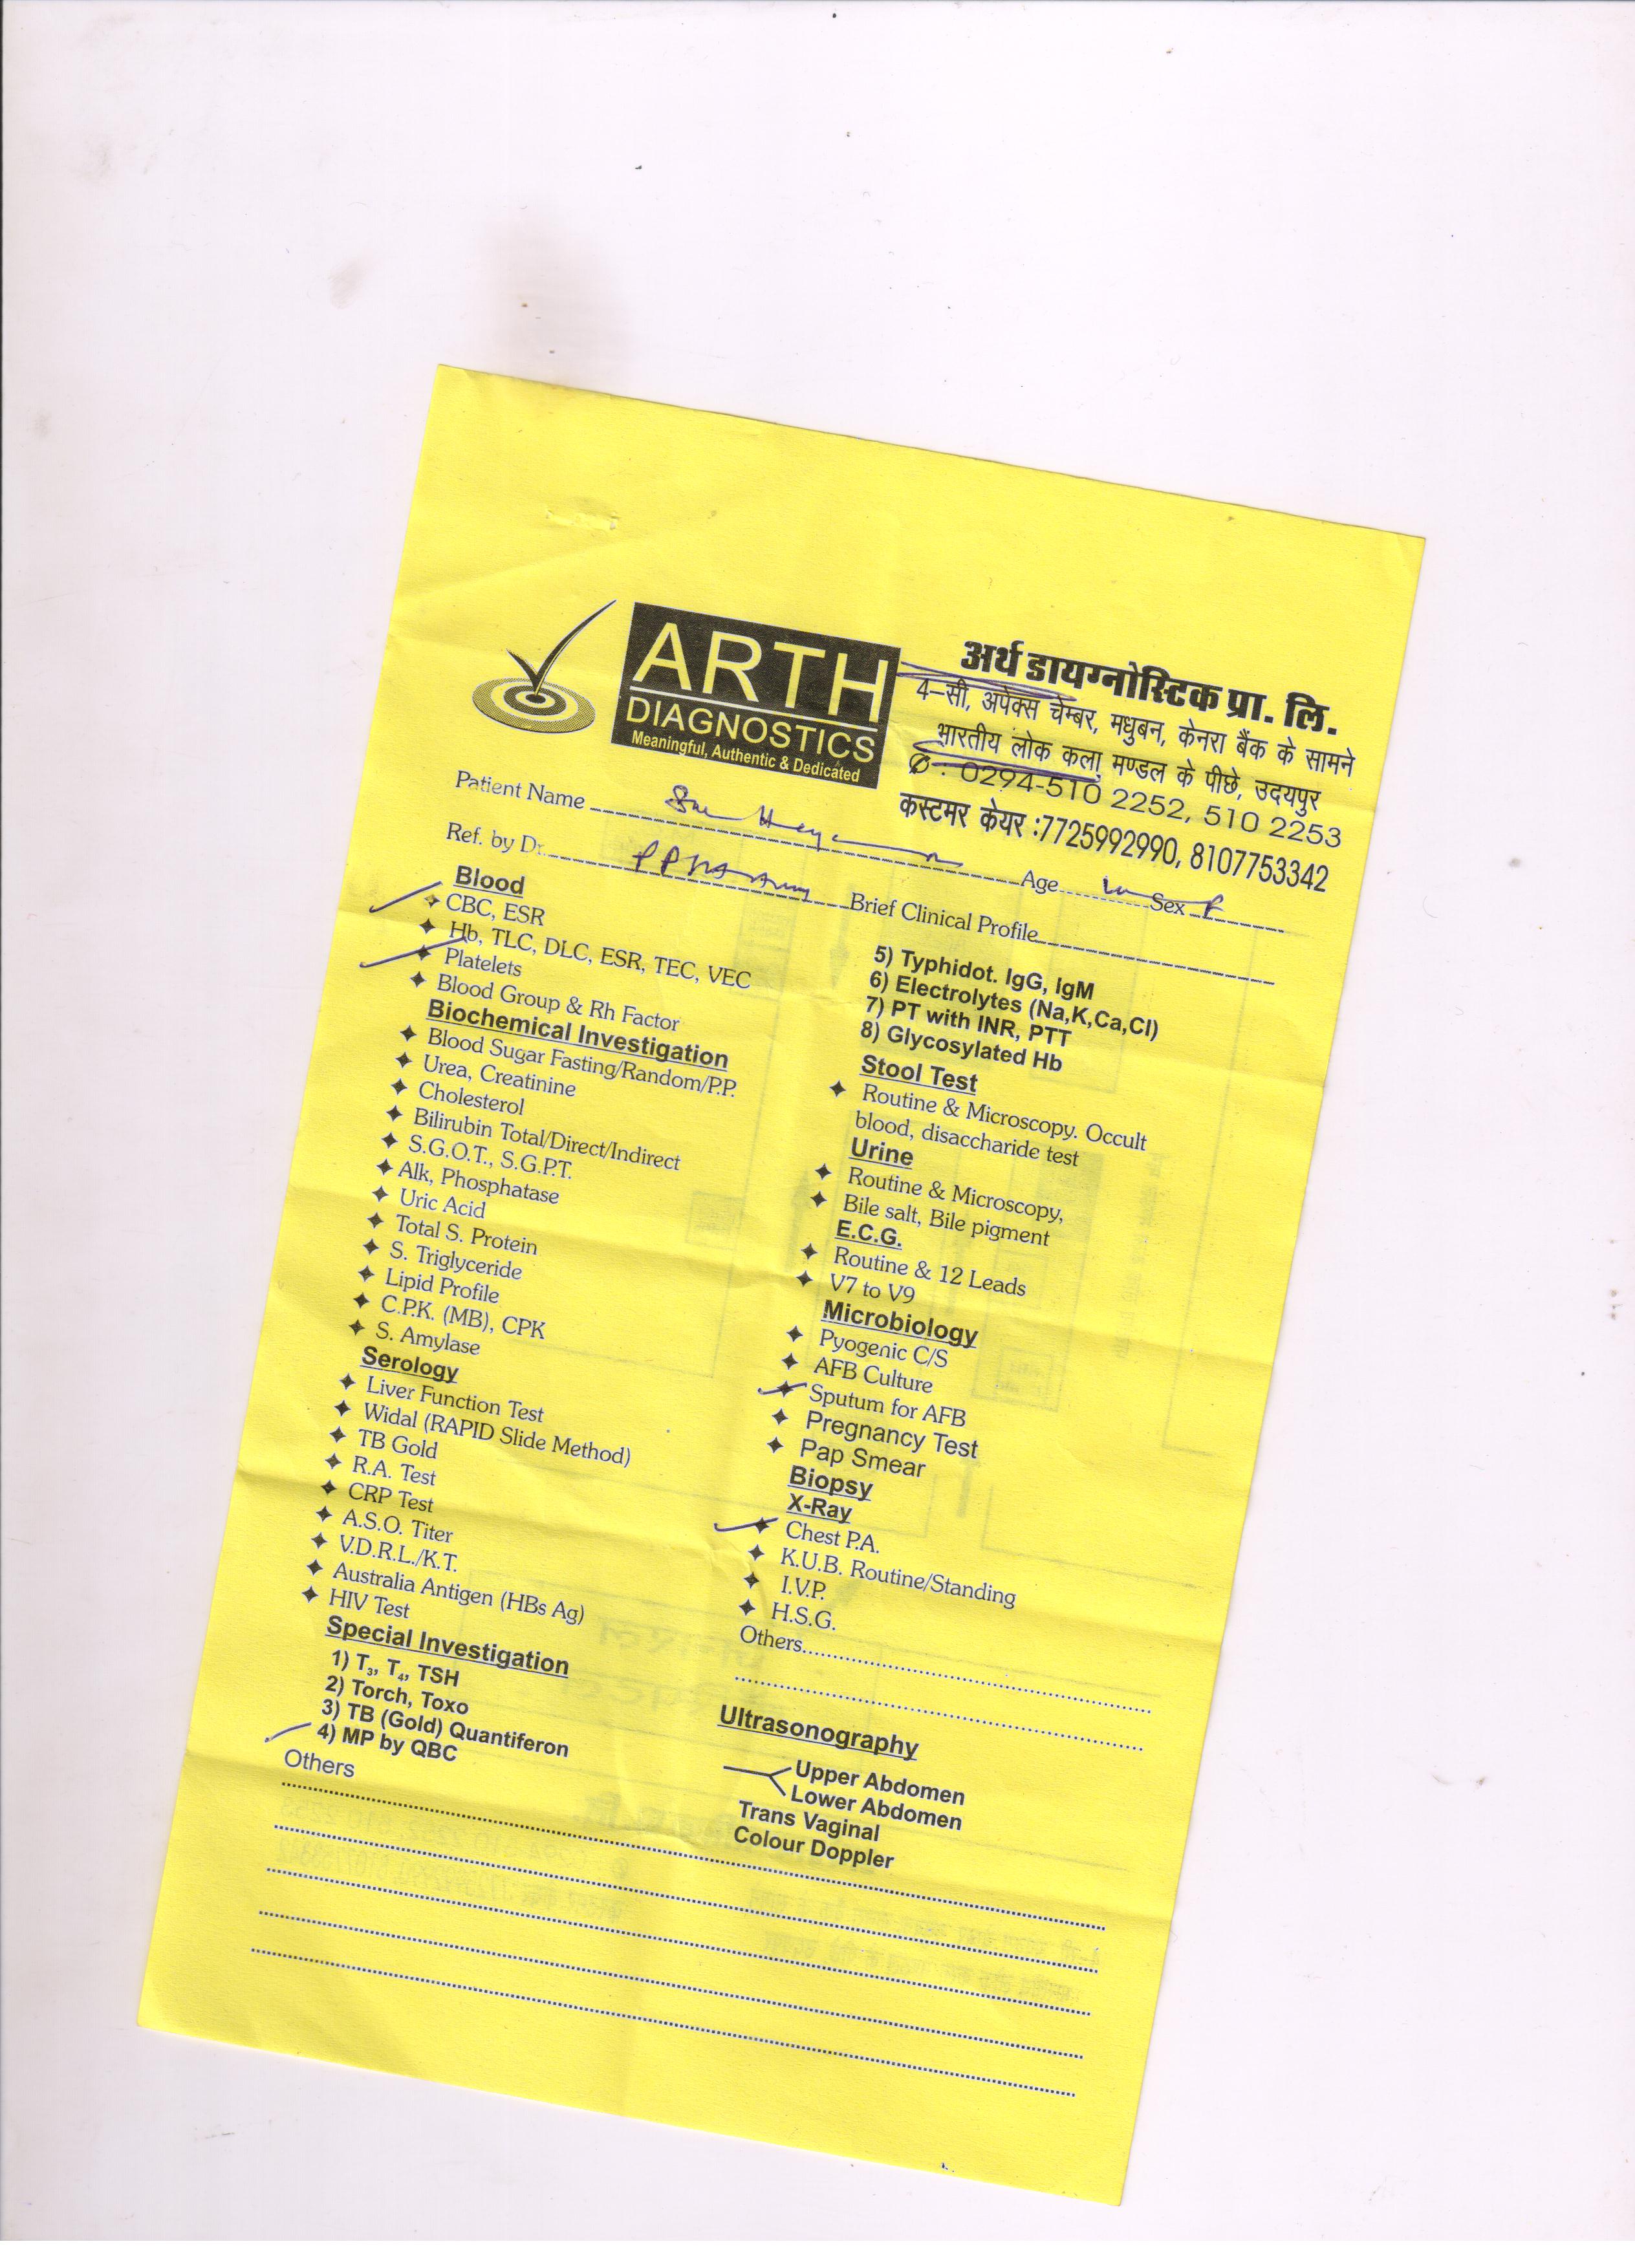 ARTH
DIAGNOSTICS
Meaningful, Authentic & Dedicated
अर्थ डायग्नोस्टिक प्रा. लि.
4-सी, अपेक्स चेम्बर, मधुबन, केनरा बैंक के सामने
भारतीय लोक कला मण्डल के पीछे, उदयपुर
✆ : 0294-510 2252, 510 2253
कस्टमर केयर :7725992990, 8107753342
Patient Name
Ref. by Dr.
Age Sex F
Brief Clinical Profile
Blood
CBC, ESR
Hb, TLC, DLC, ESR, TEC, VEC
Platelets
Blood Group & Rh Factor
Biochemical Investigation
Blood Sugar Fasting/Random/P.P.
Urea, Creatinine
Cholesterol
Bilirubin Total/Direct/Indirect
S.G.O.T., S.G.P.T.
Alk, Phosphatase
Uric Acid
Total S. Protein
S. Triglyceride
Lipid Profile
C.P.K. (MB), CPK
S. Amylase
Serology
Liver Function Test
Widal (RAPID Slide Method)
TB Gold
R.A. Test
CRP Test
A.S.O. Titer
V.D.R.L./K.T.
Australia Antigen (HBs Ag)
HIV Test
Special Investigation
1) T3, T4, TSH
2) Torch, Toxo
3) TB (Gold) Quantiferon
4) MP by QBC
Others
5) Typhidot. IgG, IgM
6) Electrolytes (Na,K,Ca,Cl)
7) PT with INR, PTT
8) Glycosylated Hb
Stool Test
Routine & Microscopy. Occult
blood, disaccharide test
Urine
Routine & Microscopy,
Bile salt, Bile pigment
E.C.G.
Routine & 12 Leads
V7 to V9
Microbiology
Pyogenic C/S
AFB Culture
Sputum for AFB
Pregnancy Test
Pap Smear
Biopsy
X-Ray
Chest P.A.
K.U.B. Routine/Standing
I.V.P.
H.S.G.
Others
Ultrasonography
Upper Abdomen
Lower Abdomen
Trans Vaginal
Colour Doppler